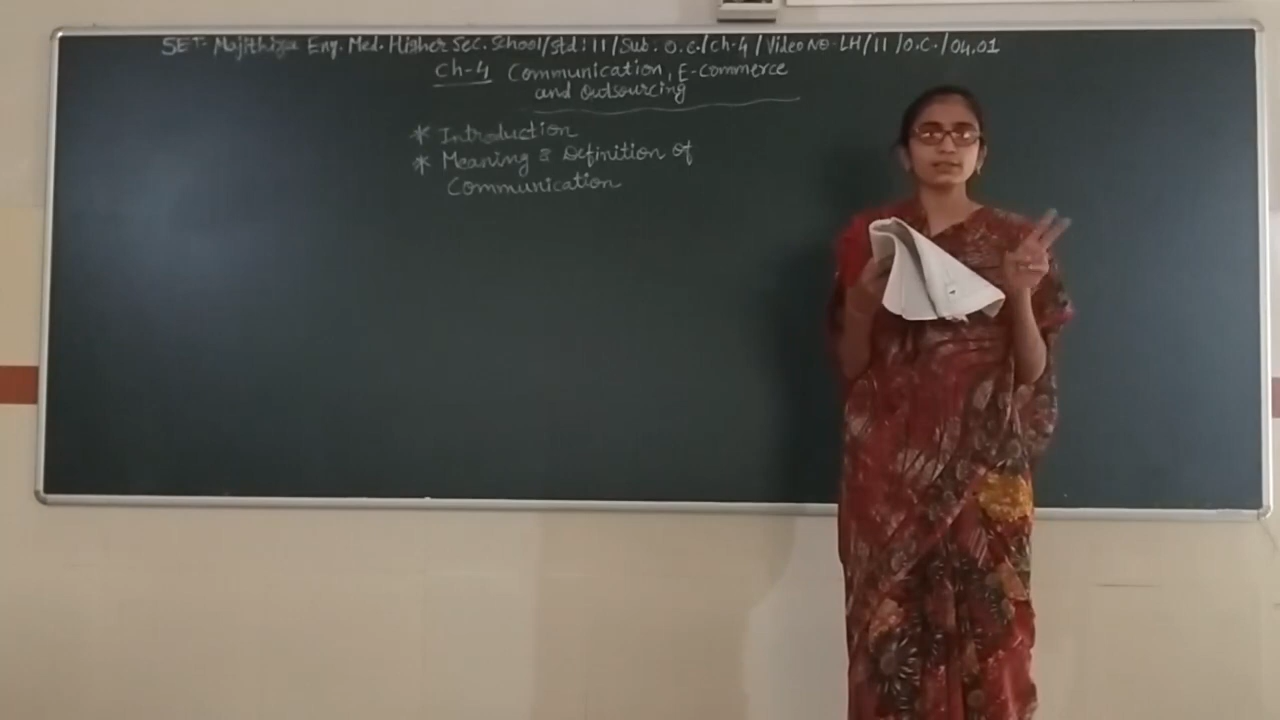 SET- Majithiya Eng. Med. Higher Sec. School/std:11/Sub. O.C./ch-4/Video No-LH/11/O.C./04.01
Ch-4 Communication, E-Commerce
and Outsourcing
* Introduction
* Meaning & Definition of
Communication